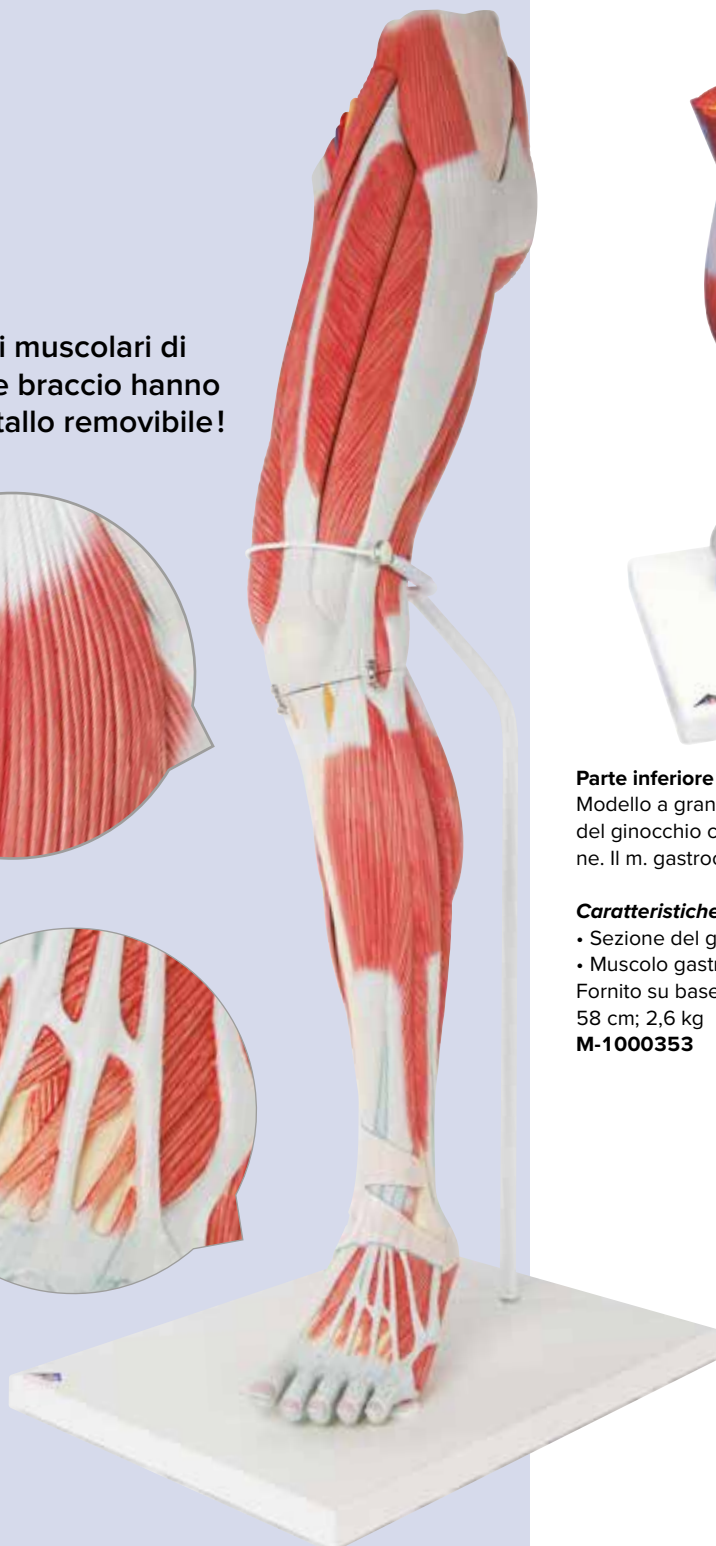 i muscolari di
e braccio hanno
tallo removibile!
Parte inferiore
Modello a gran
del ginocchio c
ne. Il m. gastroc
Caratteristiche
• Sezione del g
• Muscolo gastr
Fornito su base
58 cm; 2,6 kg
M-1000353